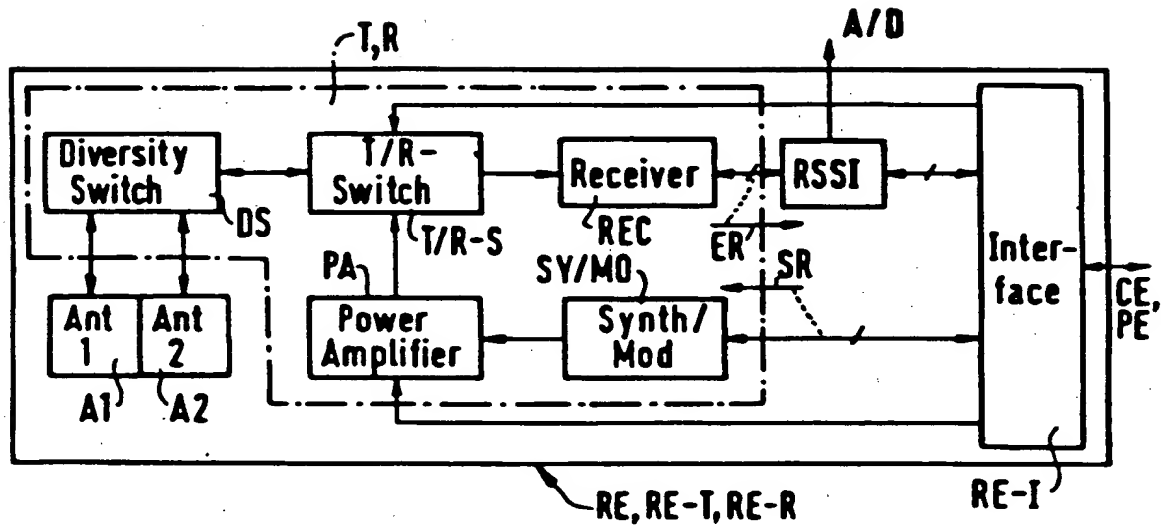 T,R
A/D
Diversity
Switch
DS
T/R-
Switch
T/R-S
Receiver
REC
RSSI
ER
SR
Inter-
face
CE,
PE
Ant
1
Ant
2
A1
A2
PA
Power
Amplifier
SY/MO
Synth/
Mod
RE-I
RE, RE-T, RE-R